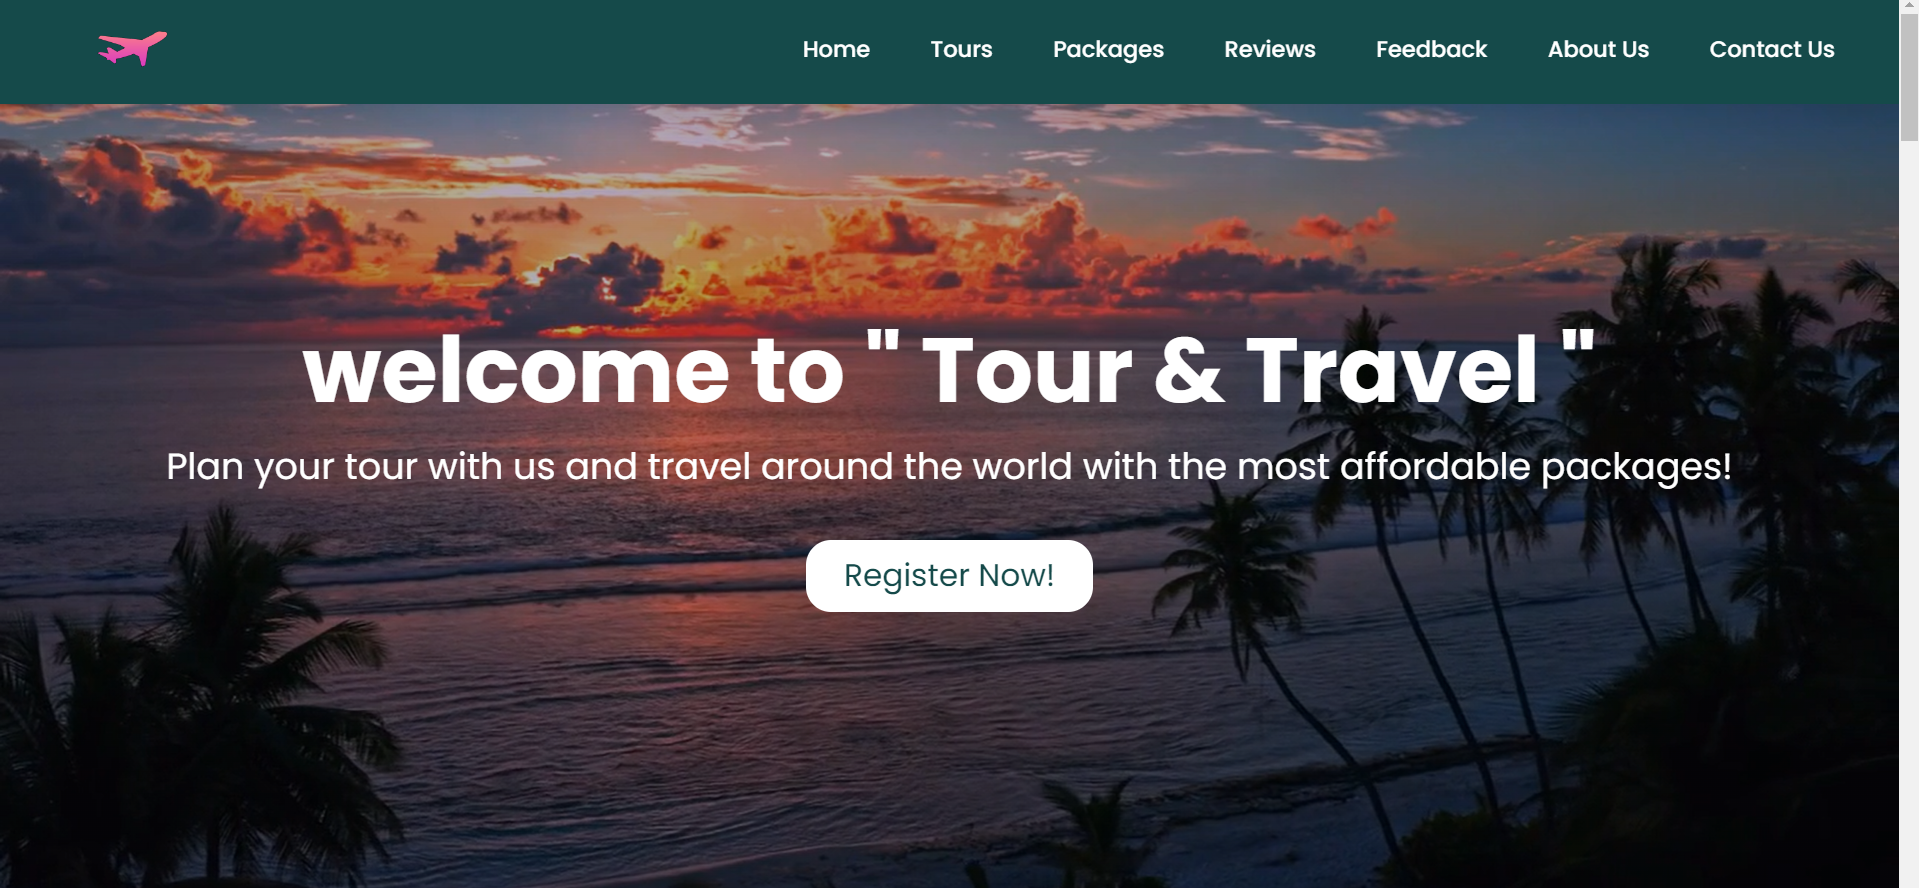 Home Tours Packages Reviews Feedback About Us Contact Us
welcome to " Tour & Travel "
Plan your tour with us and travel around the world with the most affordable packages!
Register Now!